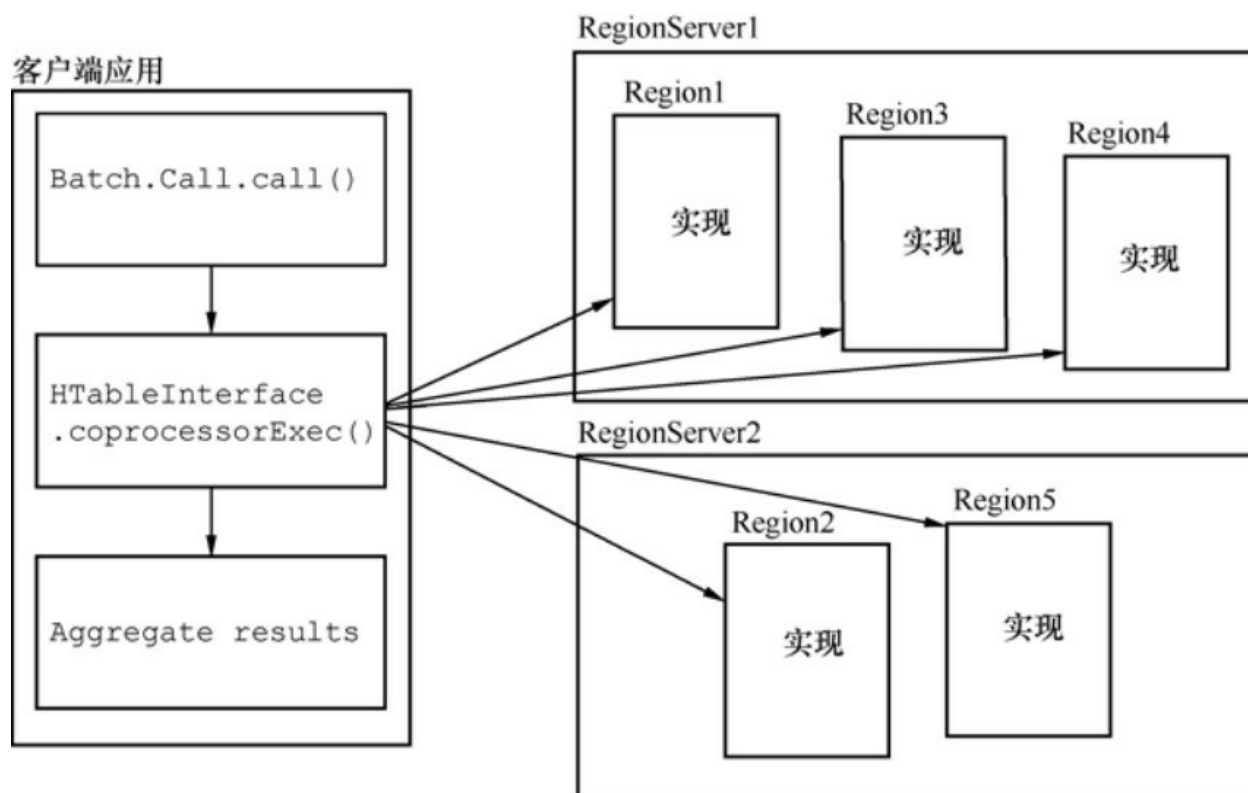 客户端应用
Batch.Call.call()
HTableInterface
.coprocessorExec()
Aggregate results
RegionServer1
Region1
实现
Region3
实现
Region4
实现
RegionServer2
Region2
实现
Region5
实现